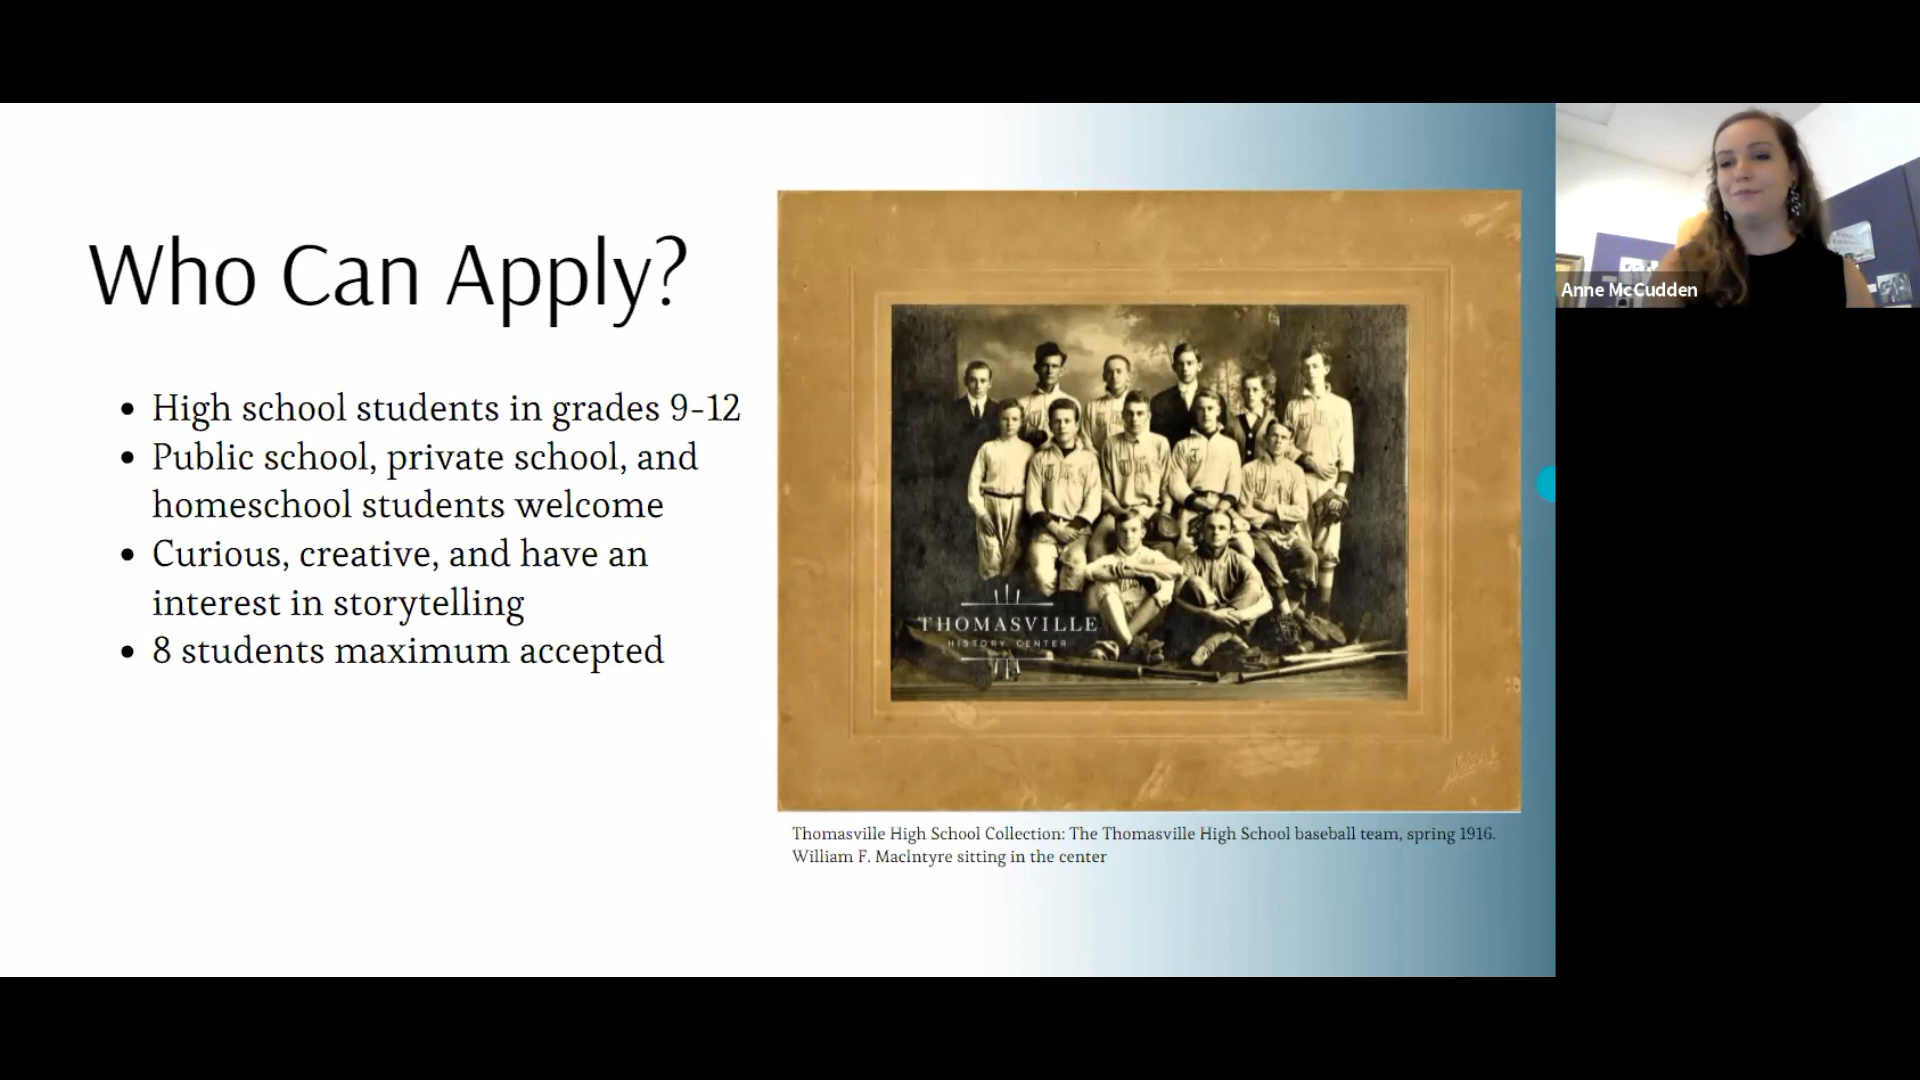 Who Can Apply?
• High school students in grades 9-12
• Public school, private school, and
homeschool students welcome
• Curious, creative, and have an
interest in storytelling
• 8 students maximum accepted
THOMASVILLE
HISTORY CENTER
Thomasville High School Collection: The Thomasville High School baseball team, spring 1916.
William F. MacIntyre sitting in the center
Anne McCudden